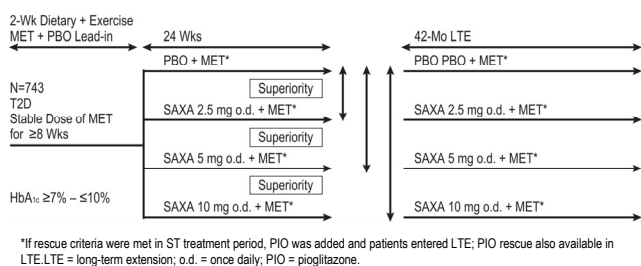 2-Wk Dietary + Exercise
MET + PBO Lead-in
24 Wks
42-Mo LTE
PBO + MET*
PBO PBO + MET*
N=743
T2D
Stable Dose of MET
for ≥8 Wks
Superiority
SAXA 2.5 mg o.d. + MET*
SAXA 2.5 mg o.d. + MET*
Superiority
SAXA 5 mg o.d. + MET*
SAXA 5 mg o.d. + MET*
Superiority
HbA1c ≥7% – ≤10%
SAXA 10 mg o.d. + MET*
SAXA 10 mg o.d. + MET*
*If rescue criteria were met in ST treatment period, PIO was added and patients entered LTE; PIO rescue also available in
LTE.LTE = long-term extension; o.d. = once daily; PIO = pioglitazone.